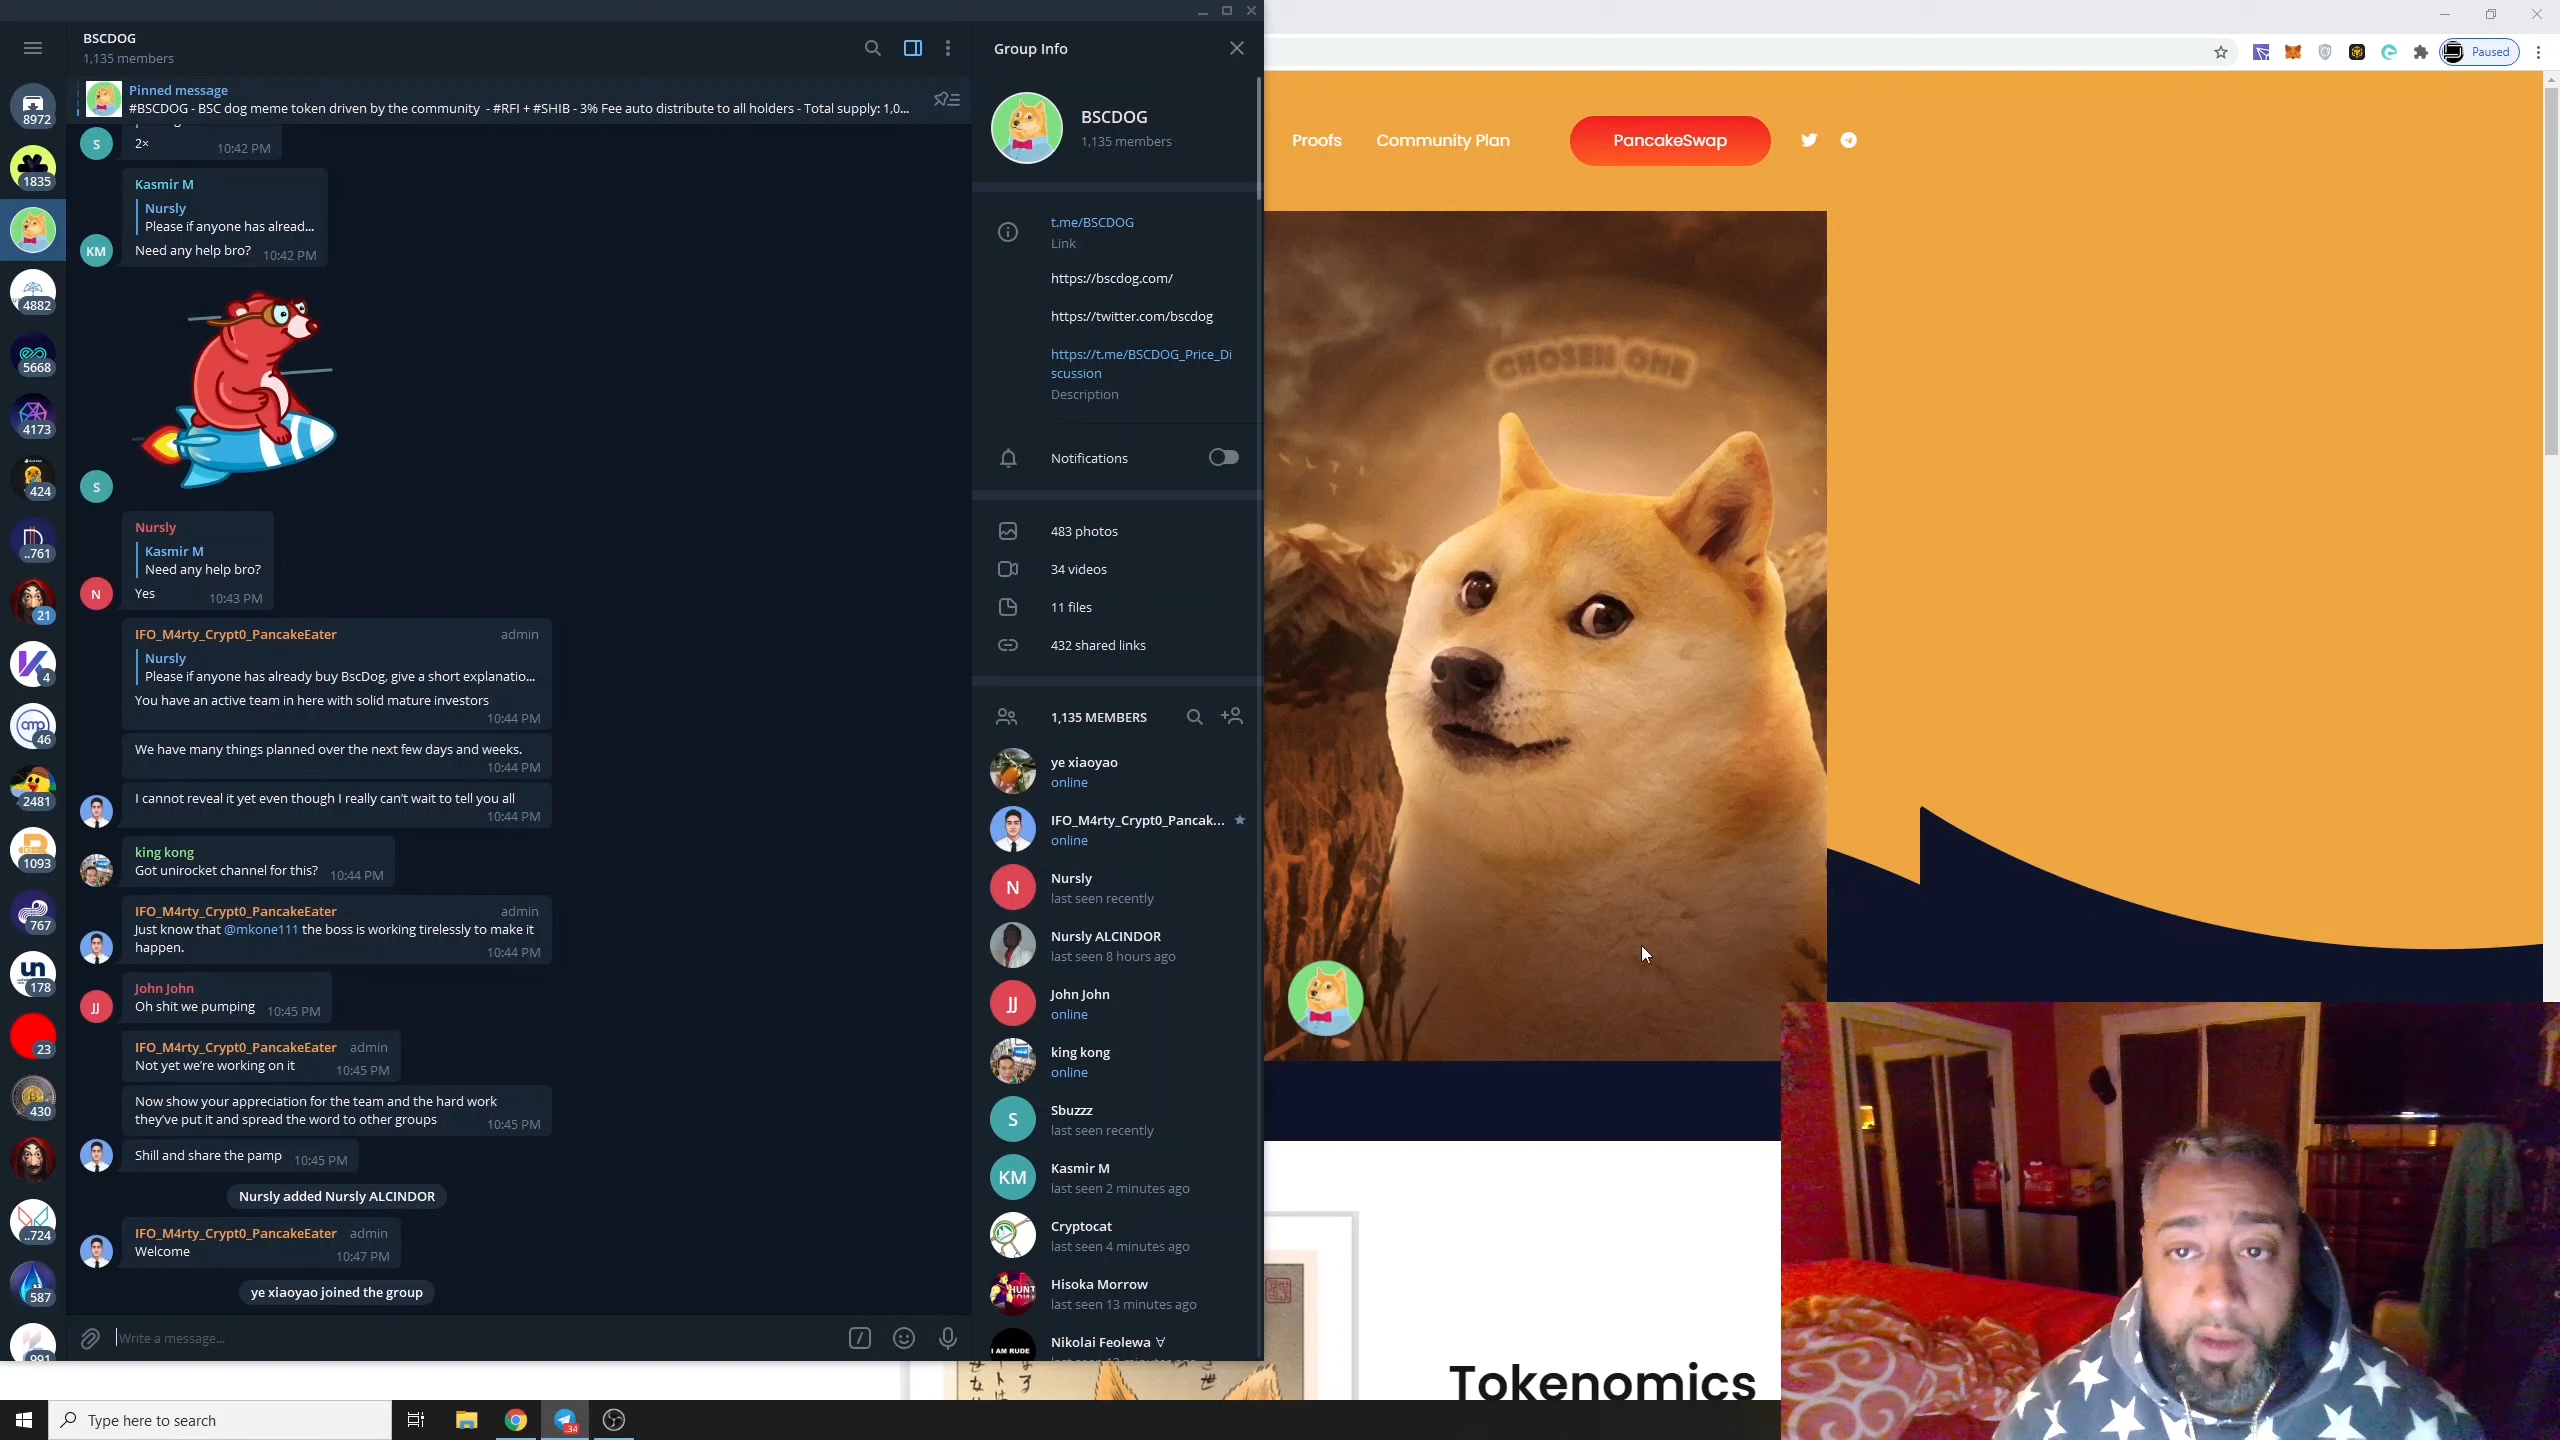 BSCDOG
1,135 members
Pinned message
#BSCDOG - BSC dog meme token driven by the community - #RFI + #SHIB - 3% Fee auto distribute to all holders - Total supply: 1,0...
S
2×
10:42 PM
Kasmir M
Nursly
Please if anyone has alread...
KM
Need any help bro?
10:42 PM
S
Nursly
Kasmir M
Need any help bro?
N
Yes
10:43 PM
IFO_M4rty_Crypt0_PancakeEater
admin
Nursly
Please if anyone has already buy BscDog, give a short explanatio...
You have an active team in here with solid mature investors
10:44 PM
We have many things planned over the next few days and weeks.
10:44 PM
I cannot reveal it yet even though I really can't wait to tell you all
10:44 PM
king kong
Got unirocket channel for this?
10:44 PM
IFO_M4rty_Crypt0_PancakeEater
admin
Just know that @mkone111 the boss is working tirelessly to make it
happen.
10:44 PM
John John
JJ
Oh shit we pumping
10:45 PM
IFO_M4rty_Crypt0_PancakeEater
admin
Not yet we're working on it
10:45 PM
Now show your appreciation for the team and the hard work
they've put it and spread the word to other groups
10:45 PM
Shill and share the pamp
10:45 PM
Nursly added Nursly ALCINDOR
IFO_M4rty_Crypt0_PancakeEater
admin
Welcome
10:47 PM
ye xiaoyao joined the group
Write a message...
8972
1835
4882
5668
4173
424
..761
21
4
amp
46
2481
1093
767
un
178
23
430
..724
587
991
Group Info
BSCDOG
1,135 members
t.me/BSCDOG
Link
https://bscdog.com/
https://twitter.com/bscdog
https://t.me/BSCDOG_Price_Di
scussion
Description
Notifications
483 photos
34 videos
11 files
432 shared links
1,135 MEMBERS
ye xiaoyao
online
IFO_M4rty_Crypt0_Pancak...
online
N
Nursly
last seen recently
Nursly ALCINDOR
last seen 8 hours ago
JJ
John John
online
king kong
online
S
Sbuzzz
last seen recently
KM
Kasmir M
last seen 2 minutes ago
Cryptocat
last seen 4 minutes ago
Hisoka Morrow
last seen 13 minutes ago
I AM RUDE
Nikolai Feolewa ∀
Paused
Proofs
Community Plan
PancakeSwap
CHOSEN ONE
Tokenomics
Type here to search
34